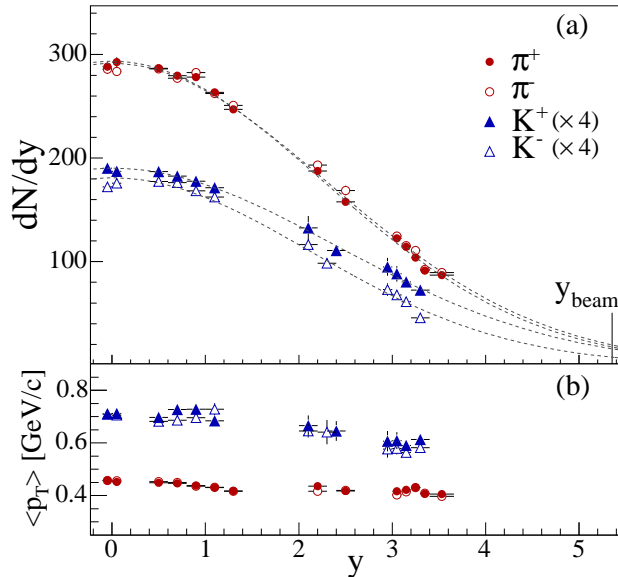 (a)
300
200
100
dN/dy
π+
π-
K+ (× 4)
K- (× 4)
y beam
(b)
0.8
0.6
0.4
<p_T> [GeV/c]
0 1 2 3 4 5
y